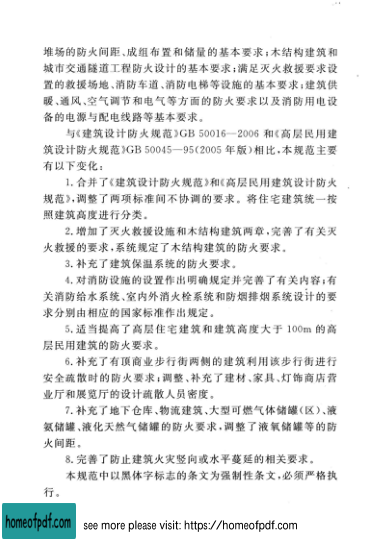 堆场的防火间距、成组布置和储量的基本要求;木结构建筑和
城市交通隧道工程防火设计的基本要求;满足灭火救援要求设
置的救援场地、消防车道、消防电梯等设施的基本要求;建筑供
暖、通风、空气调节和电气等方面的防火要求以及消防用电设
备的电源与配电线路等基本要求。
与《建筑设计防火规范》GB 50016—2006 和《高层民用建
筑设计防火规范》GB 50045—95(2005 年版)相比,本规范主要
有以下变化:
1. 合并了《建筑设计防火规范》和《高层民用建筑设计防火
规范》,调整了两项标准间不协调的要求。将住宅建筑统一按
照建筑高度进行分类。
2. 增加了灭火救援设施和木结构建筑两章,完善了有关灭
火救援的要求,系统规定了木结构建筑的防火要求。
3. 补充了建筑保温系统的防火要求。
4. 对消防设施的设置作出明确规定并完善了有关内容;有
关消防给水系统、室内外消火栓系统和防烟排烟系统设计的要
求分别由相应的国家标准作出规定。
5. 适当提高了高层住宅建筑和建筑高度大于 100m 的高
层民用建筑的防火要求。
6. 补充了有顶商业步行街两侧的建筑利用该步行街进行
安全疏散时的防火要求;调整、补充了建材、家具、灯饰商店营
业厅和展览厅的设计疏散人员密度。
7. 补充了地下仓库、物流建筑、大型可燃气体储罐(区)、液
氨储罐、液化天然气储罐的防火要求,调整了液氧储罐等的防
火间距。
8. 完善了防止建筑火灾竖向或水平蔓延的相关要求。
本规范中以黑体字标志的条文为强制性条文,必须严格执
行。
homeofpdf.com see more please visit: https://homeofpdf.com